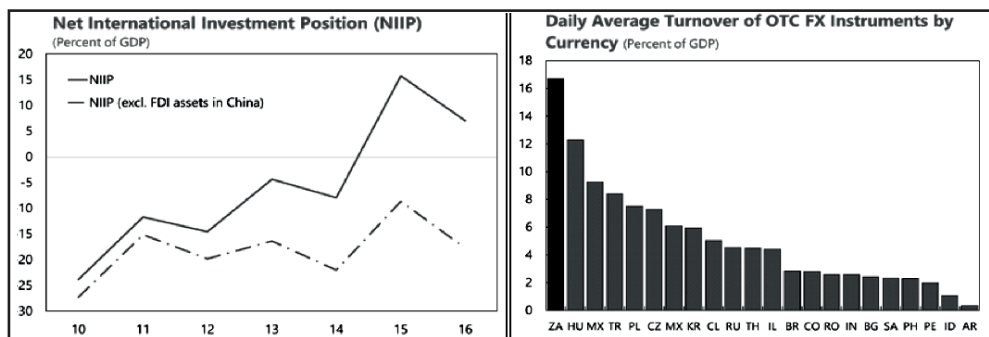 Net International Investment Position (NIIP)
(Percent of GDP)
20
15
10
5
0
-5
-10
15
20
25
30
NIIP
NIIP (excl. FDI assets in China)
10 11 12 13 14 15 16
Daily Average Turnover of OTC FX Instruments by
Currency (Percent of GDP)
18
16
14
12
10
8
6
4
2
0
ZA HU MX TR PL CZ MX KR CL RU TH IL BR CO RO IN BG SA PH PE ID AR